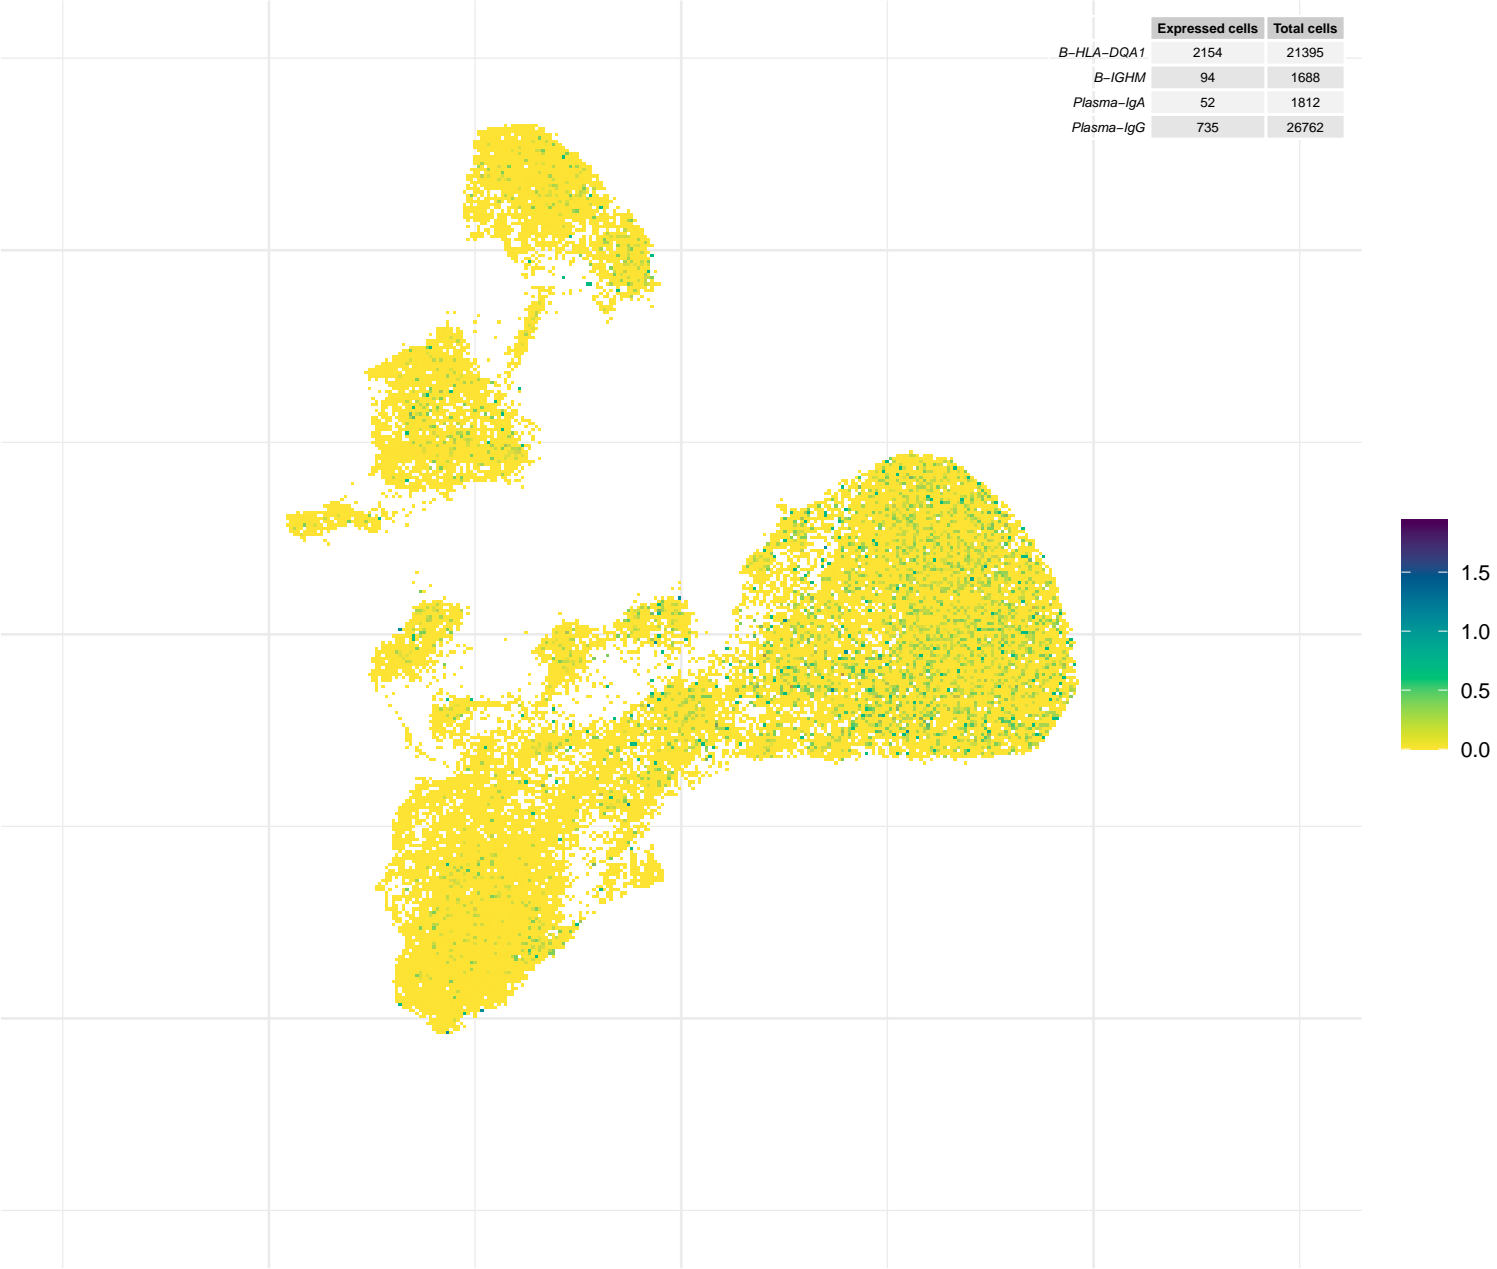 Expressed cells Total cells
B−HLA−DQA1 2154 21395
B−IGHM 94 1688
Plasma−IgA 52 1812
Plasma−IgG 735 26762
1.5
1.0
0.5
0.0